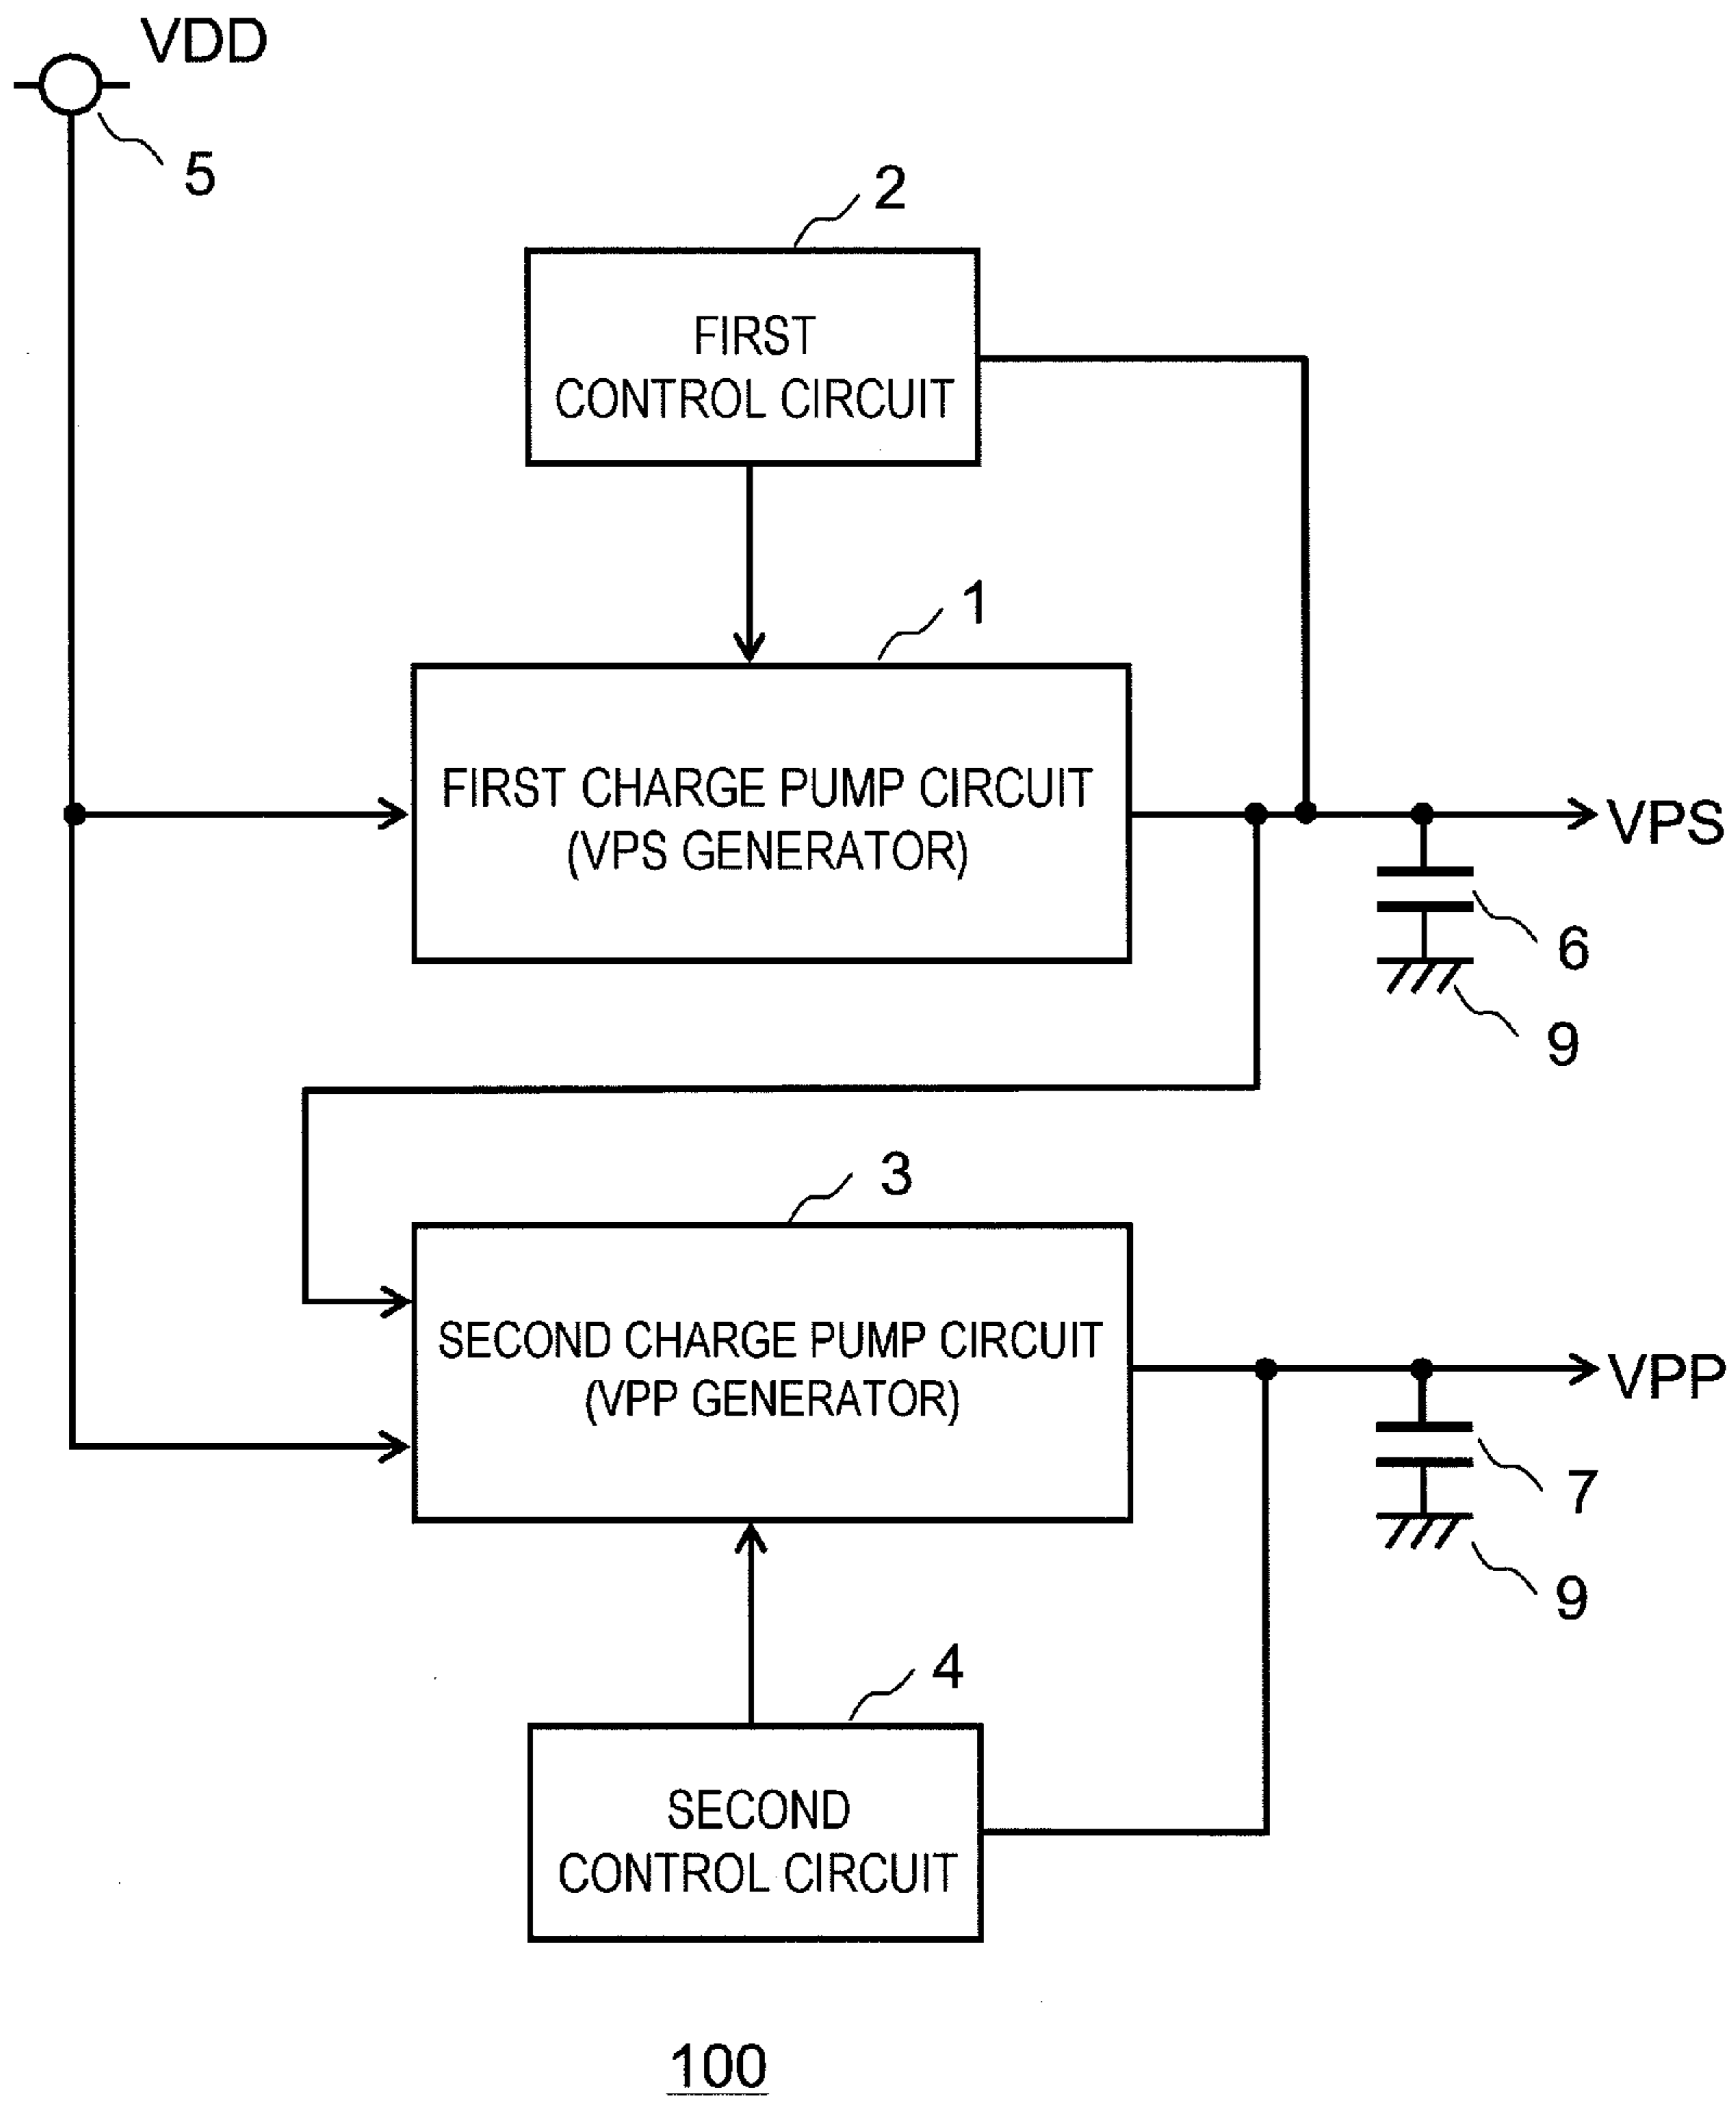 VDD
5
2
FIRST
CONTROL CIRCUIT
1
FIRST CHARGE PUMP CIRCUIT
(VPS GENERATOR)
VPS
6
9
3
SECOND CHARGE PUMP CIRCUIT
(VPP GENERATOR)
VPP
7
9
4
SECOND
CONTROL CIRCUIT
100